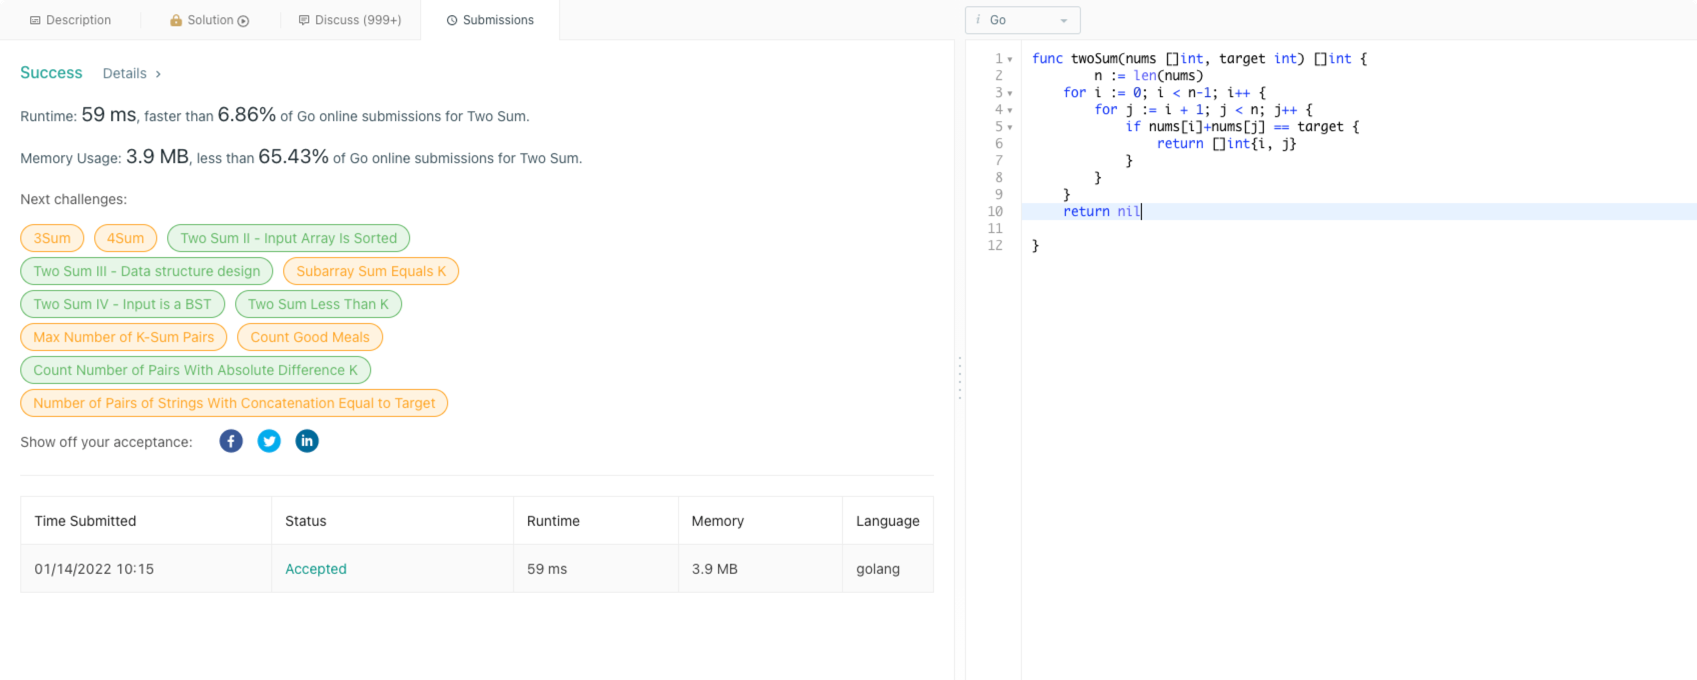 Description Solution Discuss (999+) Submissions
Success Details ›
Runtime: 59 ms, faster than 6.86% of Go online submissions for Two Sum.
Memory Usage: 3.9 MB, less than 65.43% of Go online submissions for Two Sum.
Next challenges:
3Sum 4Sum Two Sum II - Input Array Is Sorted
Two Sum III - Data structure design Subarray Sum Equals K
Two Sum IV - Input is a BST Two Sum Less Than K
Max Number of K-Sum Pairs Count Good Meals
Count Number of Pairs With Absolute Difference K
Number of Pairs of Strings With Concatenation Equal to Target
Show off your acceptance: f in
Time Submitted Status Runtime Memory Language
01/14/2022 10:15 Accepted 59 ms 3.9 MB golang
i Go
1 func twoSum(nums []int, target int) []int {
2         n := len(nums)
3     for i := 0; i < n-1; i++ {
4         for j := i + 1; j < n; j++ {
5             if nums[i]+nums[j] == target {
6                 return []int{i, j}
7             }
8         }
9     }
10     return nil
11
12 }